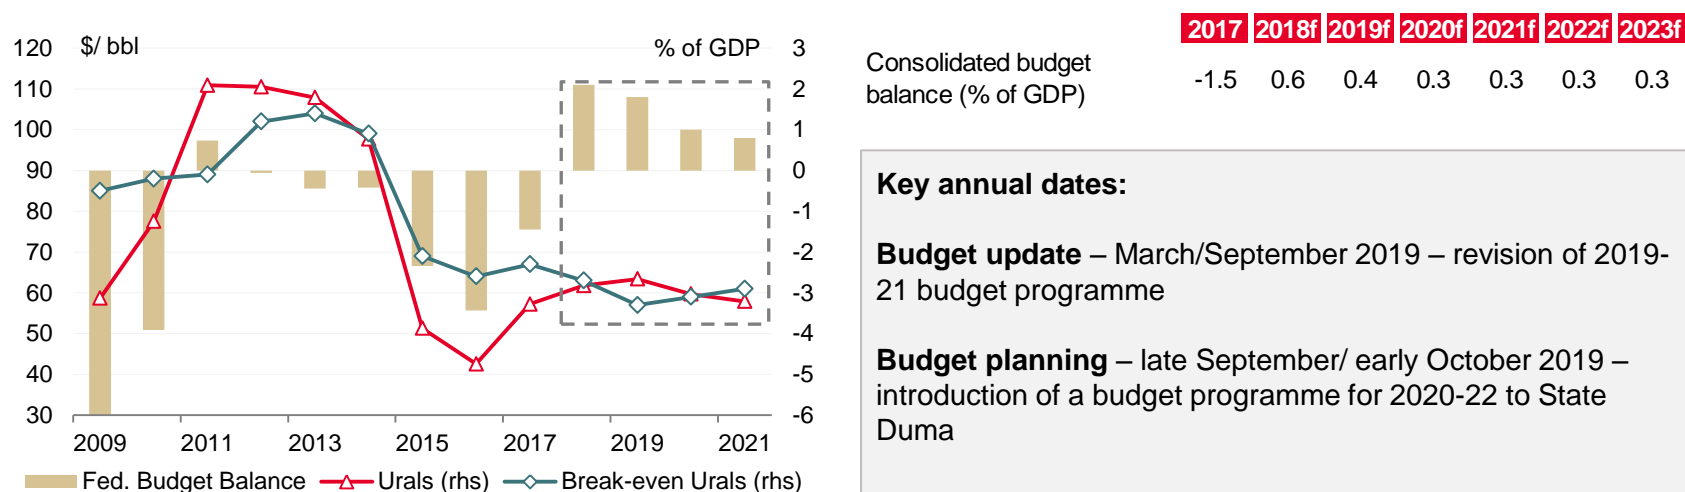 $/ bbl
% of GDP
120
110
100
90
80
70
60
50
40
30
3
2
1
0
-1
-2
-3
-4
-5
-6
2009 2011 2013 2015 2017 2019 2021
Fed. Budget Balance Urals (rhs) Break-even Urals (rhs)
2017 2018f 2019f 2020f 2021f 2022f 2023f
Consolidated budget
balance (% of GDP)
-1.5 0.6 0.4 0.3 0.3 0.3 0.3
Key annual dates:
Budget update – March/September 2019 – revision of 2019-
21 budget programme
Budget planning – late September/ early October 2019 –
introduction of a budget programme for 2020-22 to State
Duma